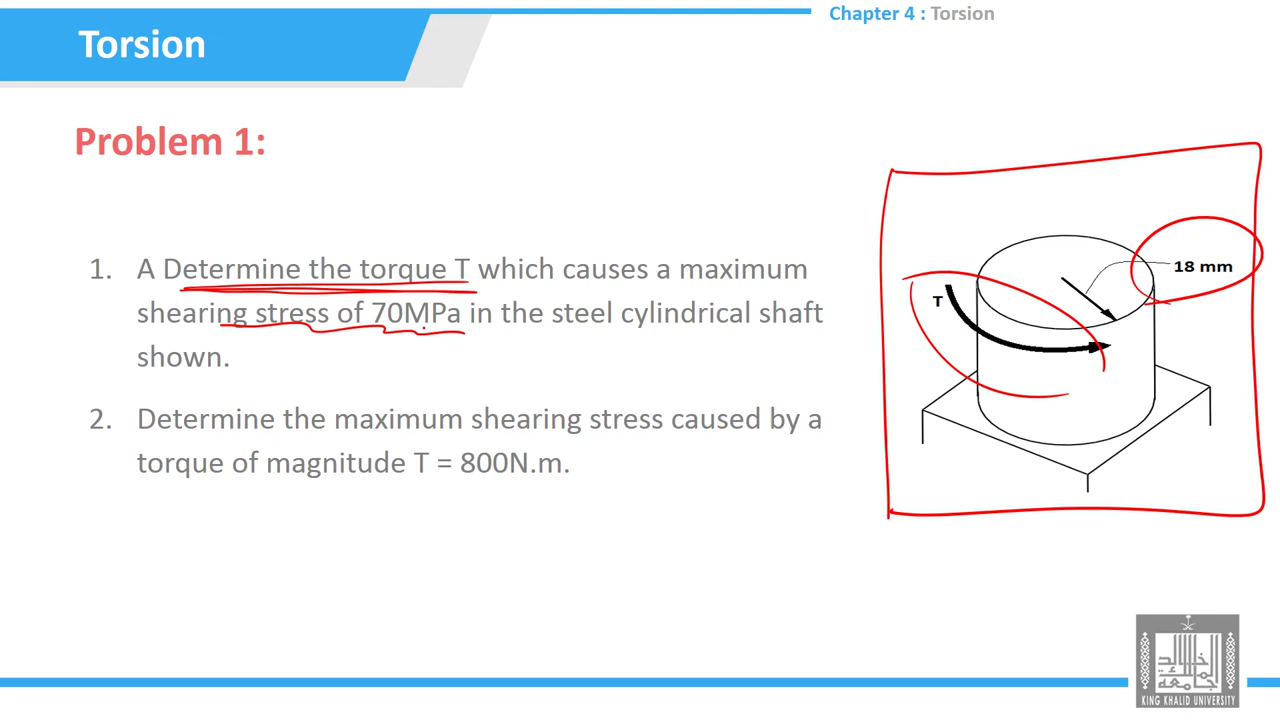 Chapter 4 : Torsion
Torsion
Problem 1:
1. A Determine the torque T which causes a maximum
shearing stress of 70MPa in the steel cylindrical shaft
shown.
2. Determine the maximum shearing stress caused by a
torque of magnitude T = 800N.m.
18 mm
T
KING KHALID UNIVERSITY